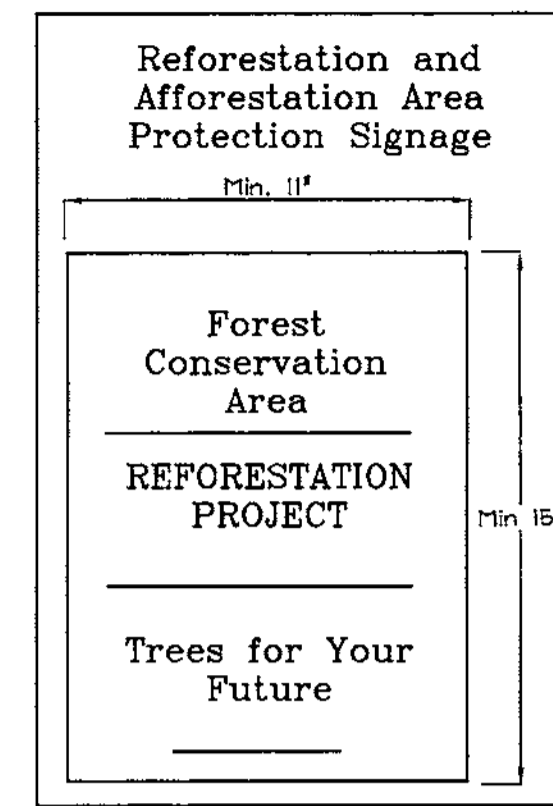 Reforestation and
Afforestation Area
Protection Signage
Min. 11"
Forest
Conservation
Area
REFORESTATION
PROJECT
Min 15
Trees for Your
Future